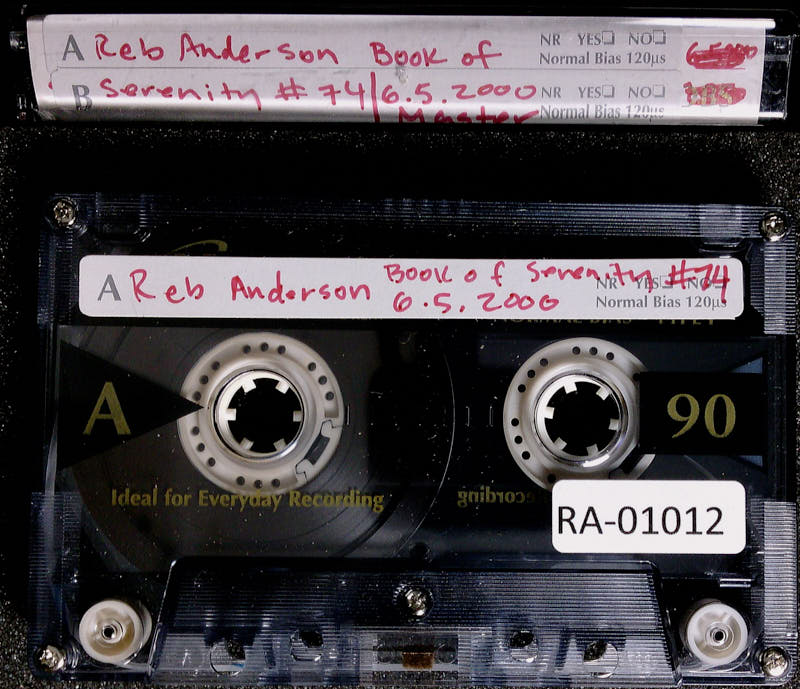 A Reb Anderson Book of NR YES NO
Normal Bias 120µs
B Serenity # 74/6.5.2000 NR YES NO
Master Normal Bias 120µs
A Reb Anderson Book of Serenity #74
6.5.2000
NR YES NO
Normal Bias 120µs
A
90
Ideal for Everyday Recording
RA-01012